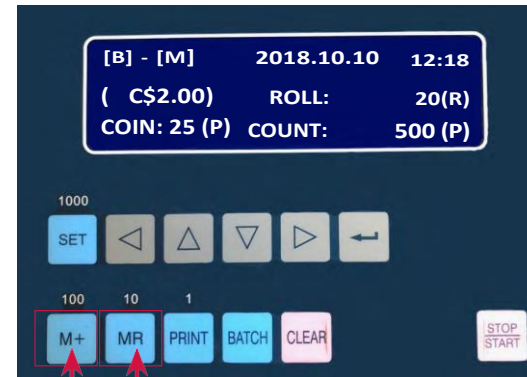 [B] - [M] 2018.10.10 12:18
( C$2.00) ROLL: 20(R)
COIN: 25 (P) COUNT: 500 (P)
1000
SET
100 10 1
M+ MR PRINT BATCH CLEAR STOP
START